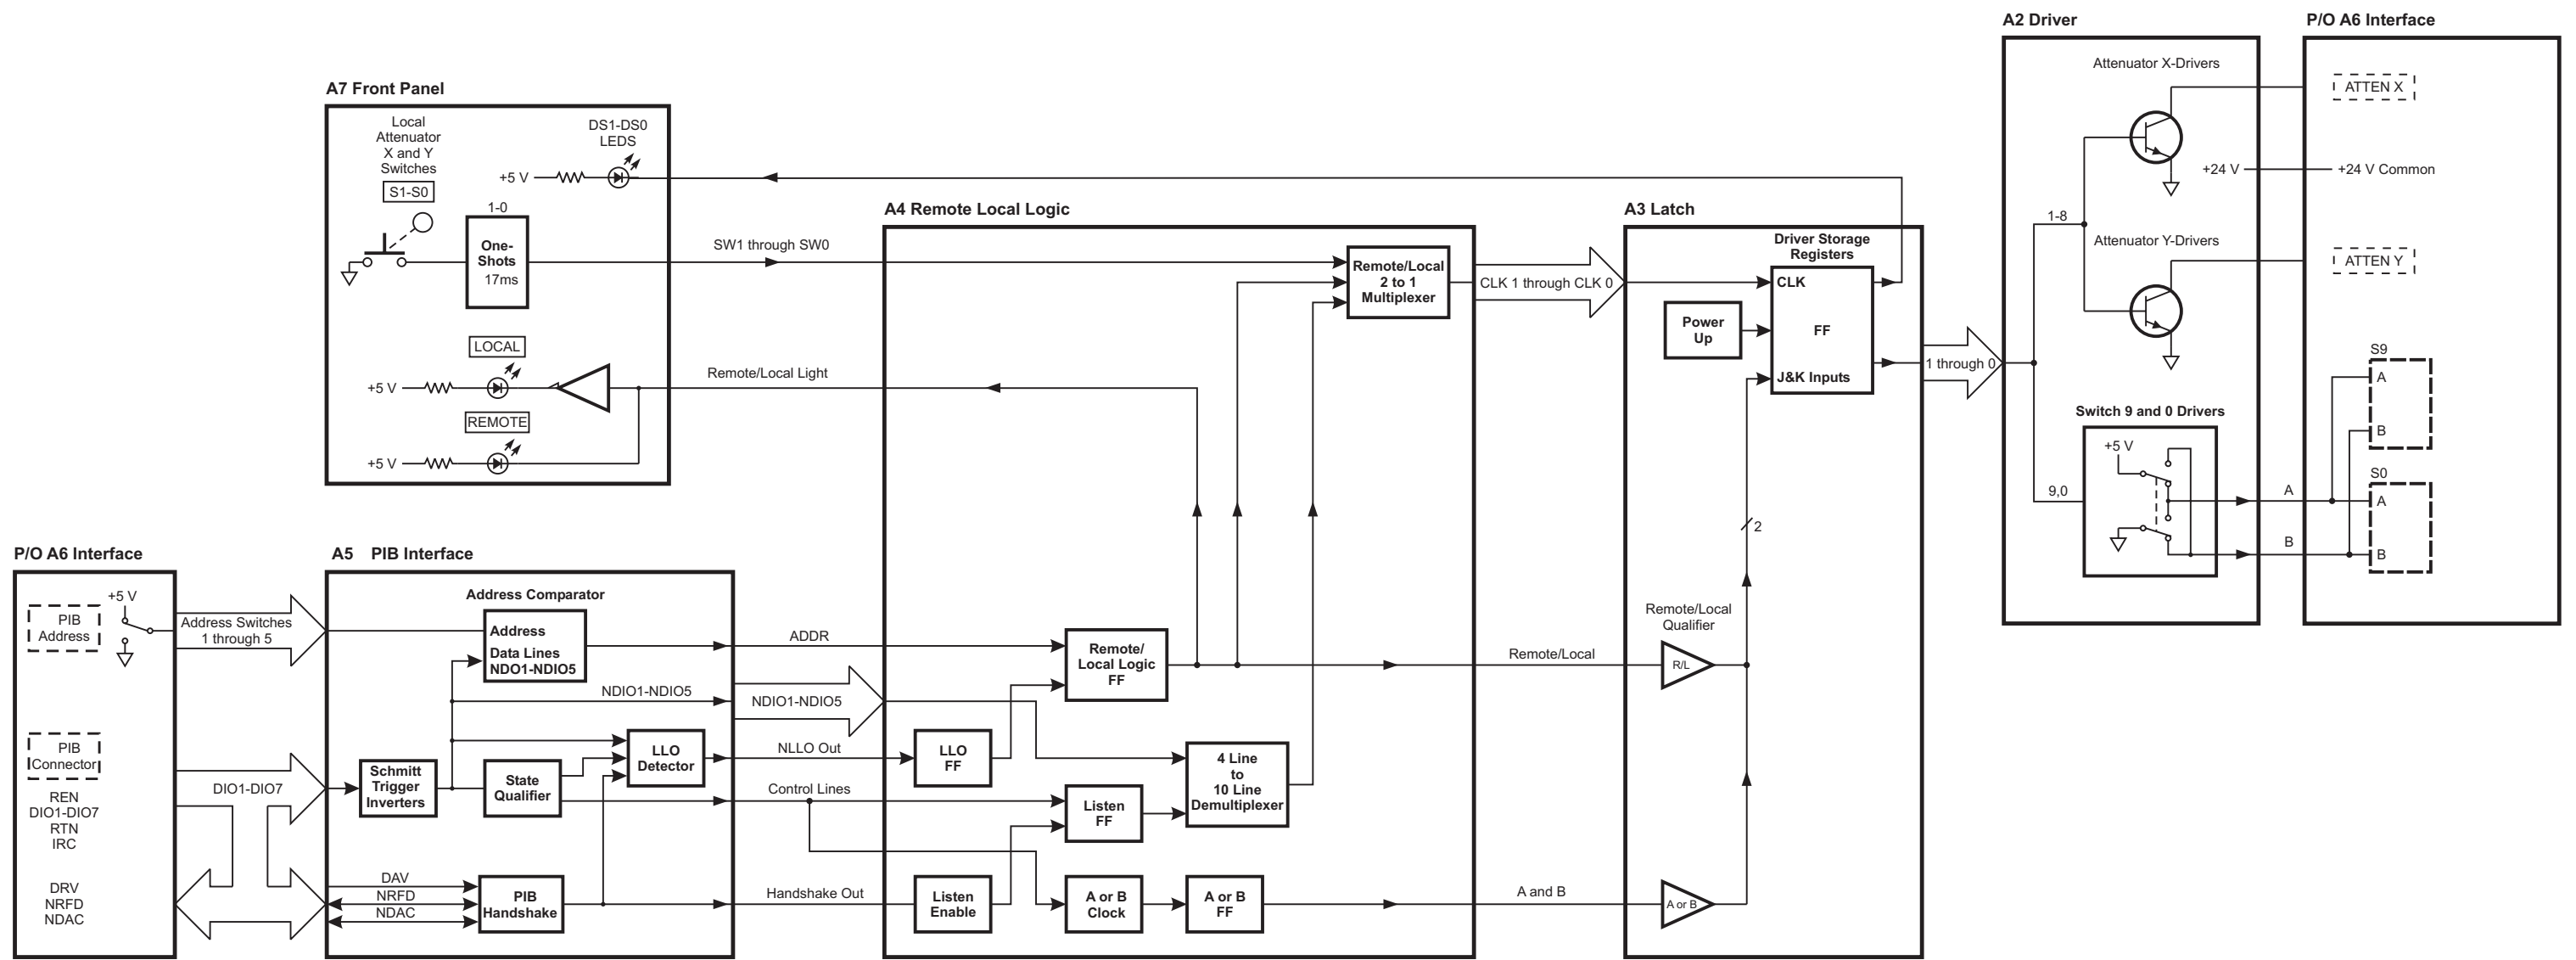 A2 Driver
P/O A6 Interface
Attenuator X-Drivers
ATTEN X
+24 V
+24 V Common
1-8
Attenuator Y-Drivers
ATTEN Y
S9
A
B
Switch 9 and 0 Drivers
+5 V
9,0
A
B
S0
A
B
A7 Front Panel
Local
Attenuator
X and Y
Switches
S1-S0
DS1-DS0
LEDS
+5 V
1-0
One-
Shots
17ms
SW1 through SW0
LOCAL
+5 V
REMOTE
+5 V
Remote/Local Light
A4 Remote Local Logic
Remote/Local
2 to 1
Multiplexer
CLK 1 through CLK 0
A3 Latch
Driver Storage
Registers
CLK
FF
J&K Inputs
Power
Up
1 through 0
2
Remote/Local
Qualifier
R/L
A or B
P/O A6 Interface
PIB
Address
+5 V
Address Switches
1 through 5
PIB
Connector
REN
DIO1-DIO7
RTN
IRC
DRV
NRFD
NDAC
DIO1-DIO7
A5 PIB Interface
Address Comparator
Address
Data Lines
NDO1-NDIO5
NDIO1-NDIO5
Schmitt
Trigger
Inverters
State
Qualifier
LLO
Detector
DAV
NRFD
NDAC
PIB
Handshake
ADDR
NDIO1-NDIO5
NLLO Out
Control Lines
Handshake Out
Remote/
Local Logic
FF
LLO
FF
Listen
FF
4 Line
to
10 Line
Demultiplexer
Listen
Enable
A or B
Clock
A or B
FF
Remote/Local
A and B